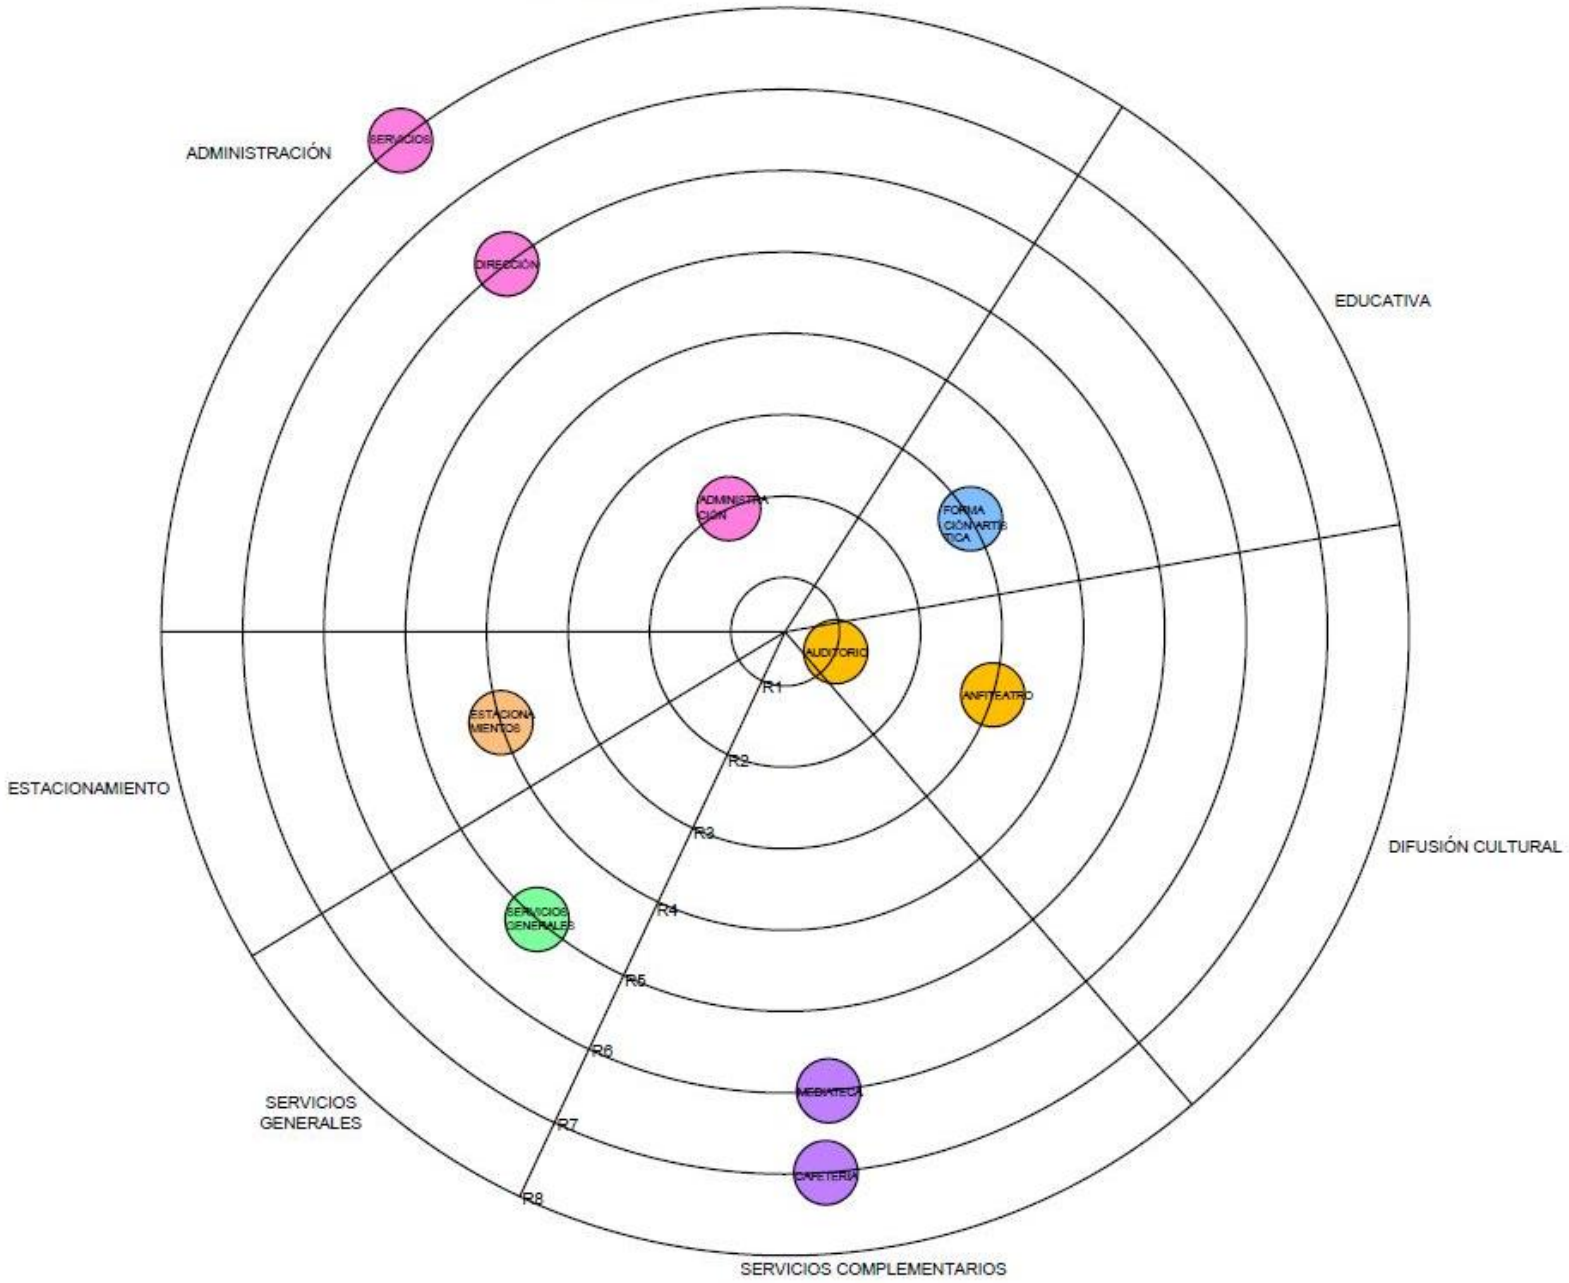 SERVICIOS
ADMINISTRACIÓN
DIRECCIÓN
EDUCATIVA
ADMINISTRA
CIÓN
FORMA
CIÓN ARTIS
TICA
AUDITORIO
R1
ANFITEATRO
ESTACIONA
MIENTOS
R2
ESTACIONAMIENTO
R3
DIFUSIÓN CULTURAL
SERVICIOS
GENERALES
R4
R5
R6
MEDIATECA
SERVICIOS
GENERALES
R7
CAFETERIA
R8
SERVICIOS COMPLEMENTARIOS